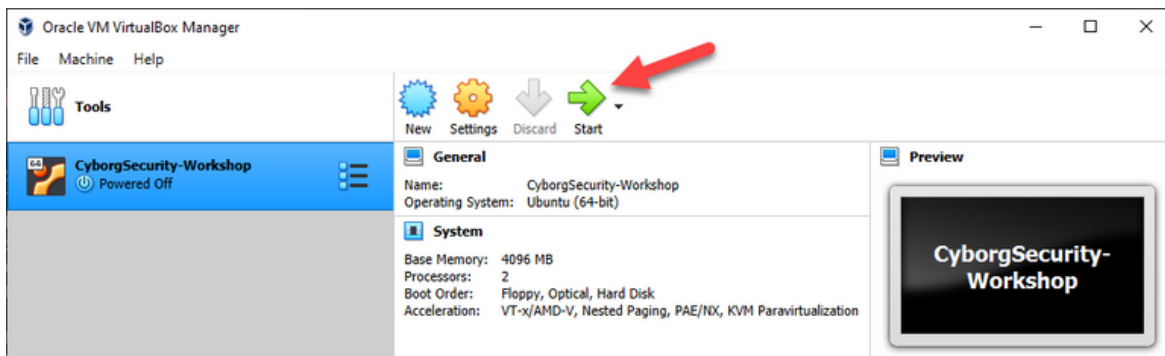 Oracle VM VirtualBox Manager
File Machine Help
Tools
New Settings Discard Start
64
CyborgSecurity-Workshop
Powered Off
General
Name: CyborgSecurity-Workshop
Operating System: Ubuntu (64-bit)
System
Base Memory: 4096 MB
Processors: 2
Boot Order: Floppy, Optical, Hard Disk
Acceleration: VT-x/AMD-V, Nested Paging, PAE/NX, KVM Paravirtualization
Preview
CyborgSecurity-
Workshop